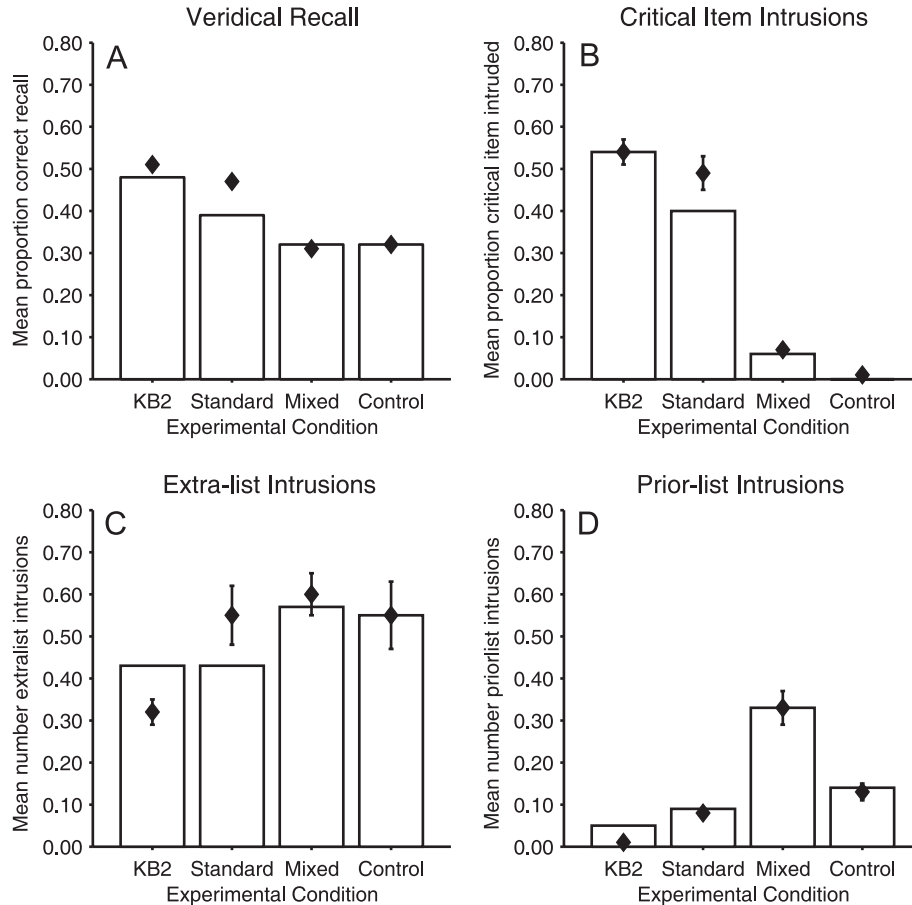 Veridical Recall
A
Mean proportion correct recall
0.80
0.70
0.60
0.50
0.40
0.30
0.20
0.10
0.00
KB2 Standard Mixed Control
Experimental Condition
Critical Item Intrusions
B
Mean proportion critical item intruded
0.80
0.70
0.60
0.50
0.40
0.30
0.20
0.10
0.00
KB2 Standard Mixed Control
Experimental Condition
Extra-list Intrusions
C
Mean number extralist intrusions
0.80
0.70
0.60
0.50
0.40
0.30
0.20
0.10
0.00
KB2 Standard Mixed Control
Experimental Condition
Prior-list Intrusions
D
Mean number priorlist intrusions
0.80
0.70
0.60
0.50
0.40
0.30
0.20
0.10
0.00
KB2 Standard Mixed Control
Experimental Condition